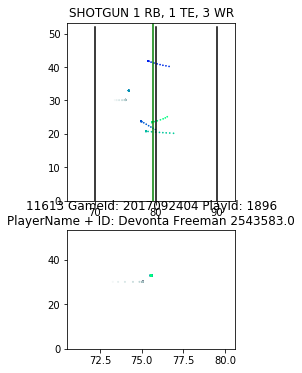 SHOTGUN 1 RB, 1 TE, 3 WR
50
40
30
20
10
0
70 80 90
11613 GameId: 2017092404 PlayId: 1896
PlayerName + ID: Devonta Freeman 2543583.0
40
20
0
72.5 75.0 77.5 80.0